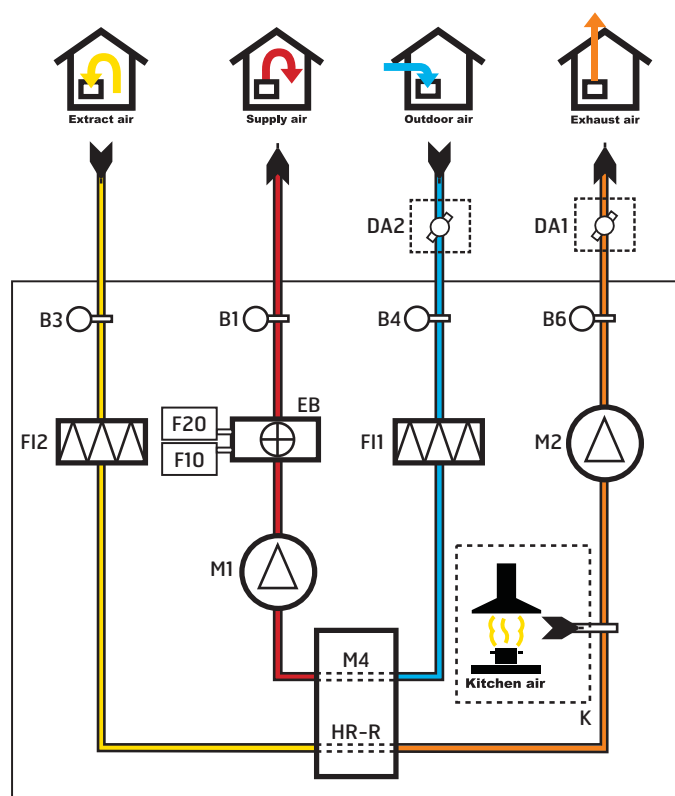 Extract air
Supply air
Outdoor air
Exhaust air
DA2
DA1
B3
B1
B4
B6
EB
F20
F10
FI2
FI1
M2
M1
M4
Kitchen air
K
HR-R